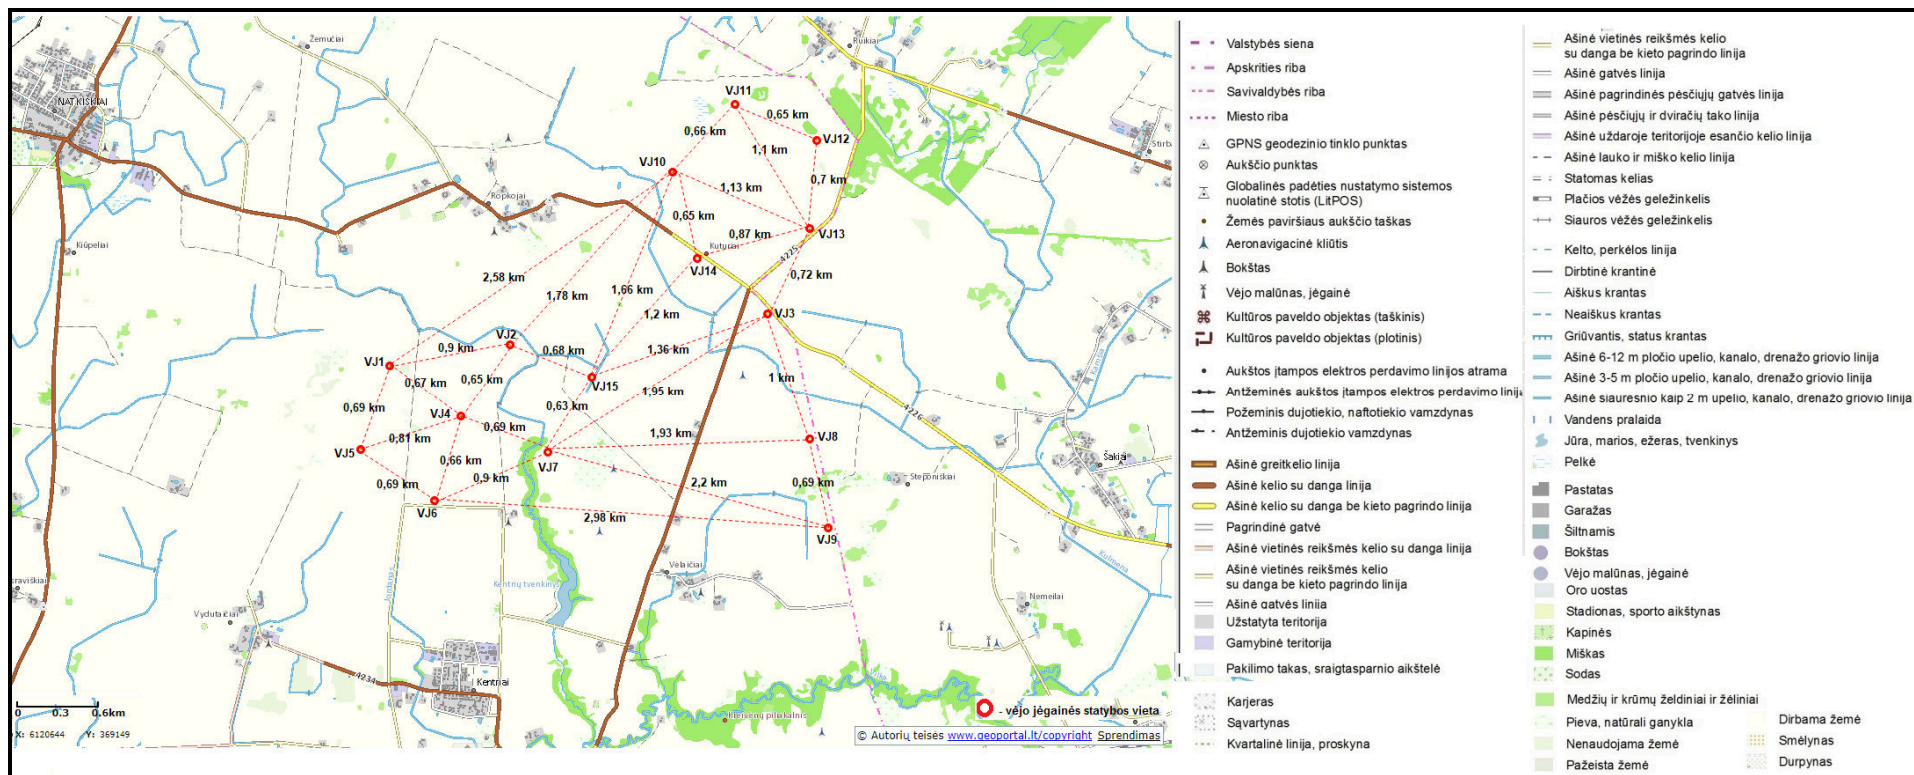 Žemučiai
Ruikiai
NATKIŠKIAI
VJ11
0,65 km
0,66 km
VJ12
Stirba
1,1 km
VJ10
Ropkojai
1,13 km
0,7 km
0,65 km
0,87 km
VJ13
Kiūpeliai
Kuturiai
4225
VJ14
0,72 km
2,58 km
1,66 km
1,78 km
1,2 km
VJ3
VJ2
0,9 km
0,68 km
1,36 km
VJ1
VJ15
1 km
0,67 km
0,65 km
Kamšia
0,69 km
0,63 km
1,95 km
VJ4
4226
0,69 km
0,81 km
1,93 km
VJ8
VJ5
0,66 km
VJ7
Šakiai
0,9 km
Steponiškiai
0,69 km
2,2 km
0,69 km
VJ6
2,98 km
VJ9
Kulmena
Velaičiai
raviškiai
Jordanas
Kentrių tvenkinys
Nemeilai
Vydutaičiai
4234
Kentriai
Vilka
Kreivėnų piliakalnis
0 0.3 0.6km
X: 6120644 Y: 369149
- vėjo jėgainės statybos vieta
© Autorių teisės www.geoportal.lt/copyright Sprendimas
Valstybės siena
Apskrities riba
Savivaldybės riba
Miesto riba
GPNS geodezinio tinklo punktas
Aukščio punktas
Globalinės padėties nustatymo sistemos
nuolatinė stotis (LitPOS)
Žemės paviršiaus aukščio taškas
Aeronavigacinė kliūtis
Bokštas
Vėjo malūnas, jėgainė
Kultūros paveldo objektas (taškinis)
Kultūros paveldo objektas (plotinis)
Aukštos įtampos elektros perdavimo linijos atrama
Antžeminės aukštos įtampos elektros perdavimo linij
Požeminis dujotiekio, naftotiekio vamzdynas
Antžeminis dujotiekio vamzdynas
Ašinė greitkelio linija
Ašinė kelio su danga linija
Ašinė kelio su danga be kieto pagrindo linija
Pagrindinė gatvė
Ašinė vietinės reikšmės kelio su danga linija
Ašinė vietinės reikšmės kelio
su danga be kieto pagrindo linija
Ašinė gatvės linija
Užstatyta teritorija
Gamybinė teritorija
Pakilimo takas, sraigtasparnio aikštelė
Karjeras
Sąvartynas
Kvartalinė linija, proskyna
Ašinė vietinės reikšmės kelio
su danga be kieto pagrindo linija
Ašinė gatvės linija
Ašinė pagrindinės pėsčiųjų gatvės linija
Ašinė pėsčiųjų ir dviračių tako linija
Ašinė uždaroje teritorijoje esančio kelio linija
Ašinė lauko ir miško kelio linija
Statomas kelias
Plačios vėžės geležinkelis
Siauros vėžės geležinkelis
Kelto, perkėlos linija
Dirbtinė krantinė
Aiškus krantas
Neaiškus krantas
Griūvantis, status krantas
Ašinė 6-12 m pločio upelio, kanalo, drenažo griovio linija
Ašinė 3-5 m pločio upelio, kanalo, drenažo griovio linija
Ašinė siauresnio kaip 2 m upelio, kanalo, drenažo griovio linija
Vandens pralaida
Jūra, marios, ežeras, tvenkinys
Pelkė
Pastatas
Garažas
Šiltnamis
Bokštas
Vėjo malūnas, jėgainė
Oro uostas
Stadionas, sporto aikštynas
Kapinės
Miškas
Sodas
Medžių ir krūmų želdiniai ir žėliniai
Pieva, natūrali ganykla
Nenaudojama žemė
Pažeista žemė
Dirbama žemė
Smėlynas
Durpynas